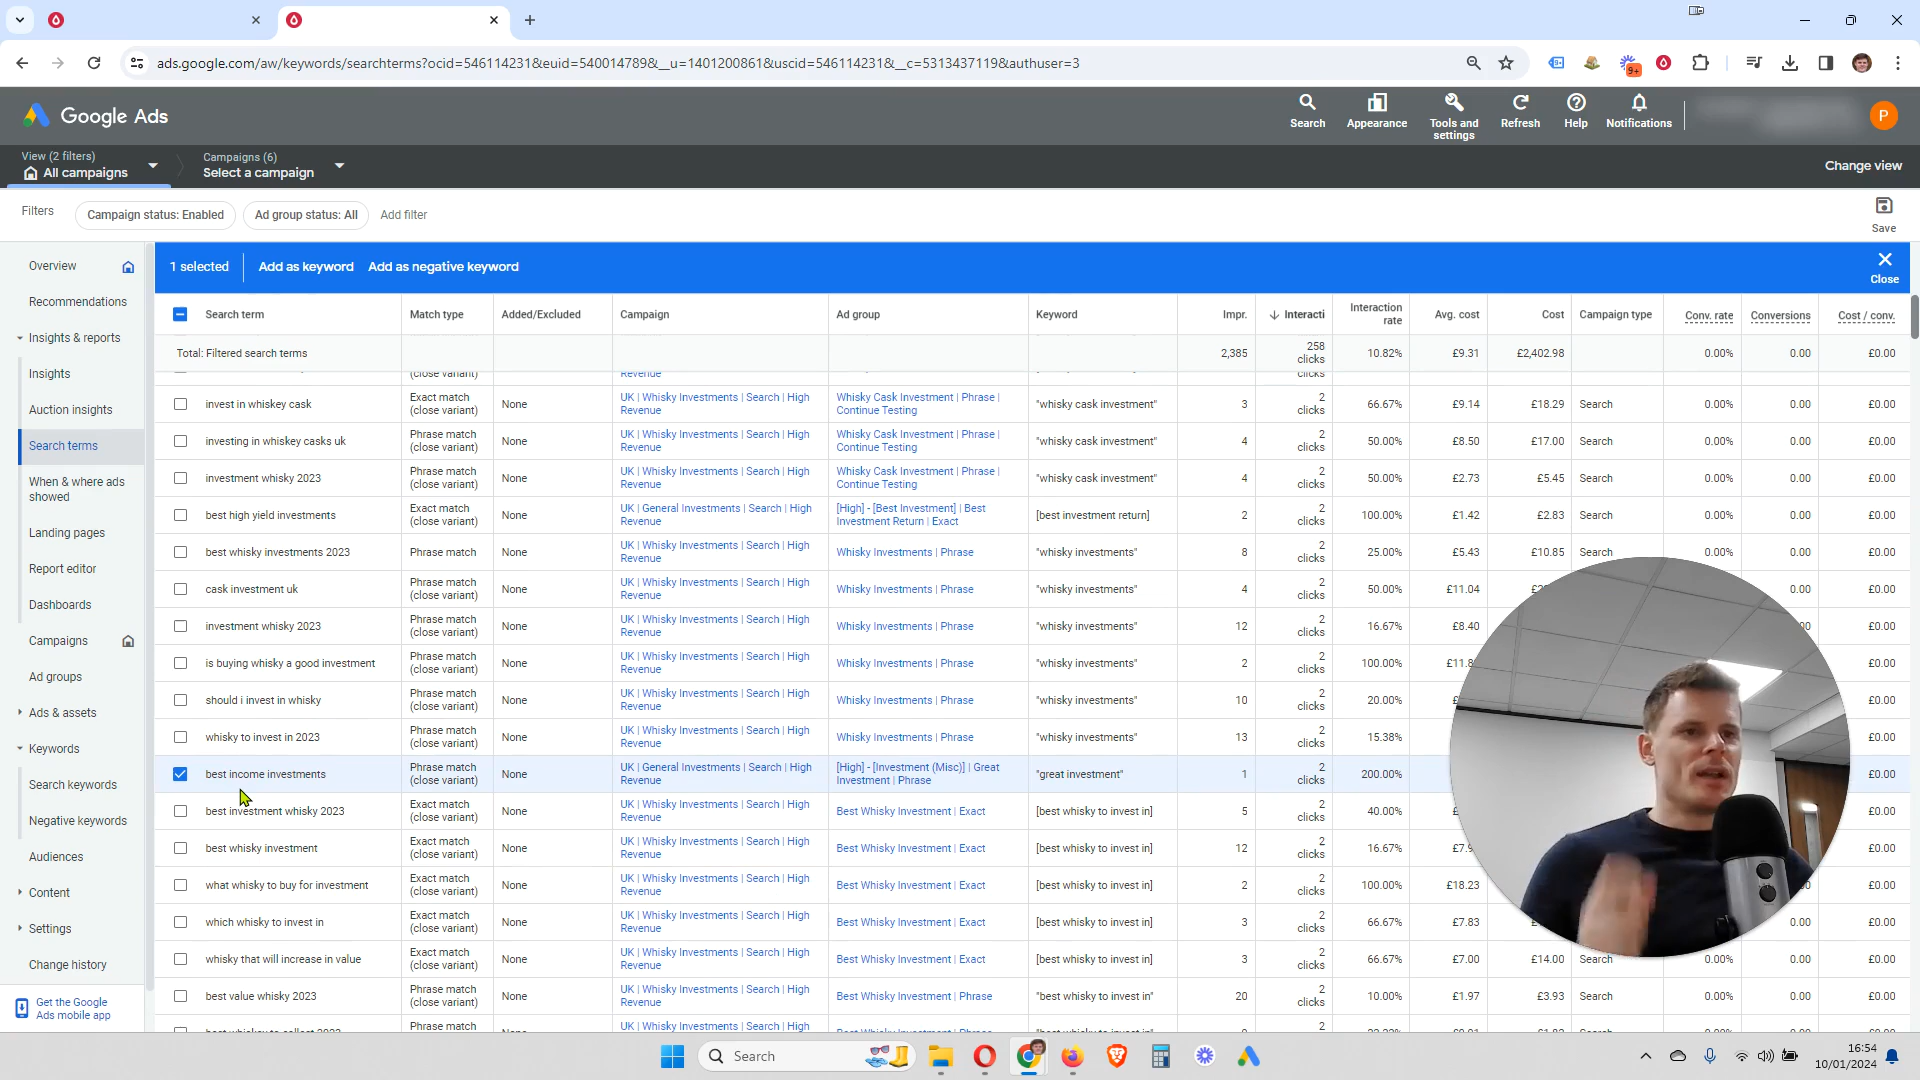 ads.google.com/aw/keywords/searchterms?ocid=546114231&euid=540014789&__u=1401200861&uscid=546114231&__c=5313437119&authuser=3
9+
Google Ads
Search
Appearance
Tools and settings
Refresh
Help
Notifications
P
View (2 filters)
All campaigns
Campaigns (6)
Select a campaign
Change view
Filters
Campaign status: Enabled
Ad group status: All
Add filter
Save
Overview
Recommendations
Insights & reports
Insights
Auction insights
Search terms
When & where ads showed
Landing pages
Report editor
Dashboards
Campaigns
Ad groups
Ads & assets
Keywords
Search keywords
Negative keywords
Audiences
Content
Settings
Change history
Get the Google Ads mobile app
1 selected
Add as keyword
Add as negative keyword
Close
Search term Match type Added/Excluded Campaign Ad group Keyword Impr. Interacti Interaction rate Avg. cost Cost Campaign type Conv. rate Conversions Cost / conv.
Total: Filtered search terms 2,385 258 clicks 10.82% £9.31 £2,402.98 0.00% 0.00 £0.00
(close variant) Revenue clicks
invest in whiskey cask Exact match (close variant) None UK | Whisky Investments | Search | High Revenue Whisky Cask Investment | Phrase | Continue Testing "whisky cask investment" 3 2 clicks 66.67% £9.14 £18.29 Search 0.00% 0.00 £0.00
investing in whiskey casks uk Phrase match (close variant) None UK | Whisky Investments | Search | High Revenue Whisky Cask Investment | Phrase | Continue Testing "whisky cask investment" 4 2 clicks 50.00% £8.50 £17.00 Search 0.00% 0.00 £0.00
investment whisky 2023 Phrase match (close variant) None UK | Whisky Investments | Search | High Revenue Whisky Cask Investment | Phrase | Continue Testing "whisky cask investment" 4 2 clicks 50.00% £2.73 £5.45 Search 0.00% 0.00 £0.00
best high yield investments Exact match (close variant) None UK | General Investments | Search | High Revenue [High] - [Best Investment] | Best Investment Return | Exact [best investment return] 2 2 clicks 100.00% £1.42 £2.83 Search 0.00% 0.00 £0.00
best whisky investments 2023 Phrase match None UK | Whisky Investments | Search | High Revenue Whisky Investments | Phrase "whisky investments" 8 2 clicks 25.00% £5.43 £10.85 Search 0.00% 0.00 £0.00
cask investment uk Phrase match (close variant) None UK | Whisky Investments | Search | High Revenue Whisky Investments | Phrase "whisky investments" 4 2 clicks 50.00% £11.04 0.00 £0.00
investment whisky 2023 Phrase match (close variant) None UK | Whisky Investments | Search | High Revenue Whisky Investments | Phrase "whisky investments" 12 2 clicks 16.67% £8.40 £0.00
is buying whisky a good investment Phrase match (close variant) None UK | Whisky Investments | Search | High Revenue Whisky Investments | Phrase "whisky investments" 2 2 clicks 100.00% £0.00
should i invest in whisky Phrase match (close variant) None UK | Whisky Investments | Search | High Revenue Whisky Investments | Phrase "whisky investments" 10 2 clicks 20.00% £0.00
whisky to invest in 2023 Phrase match (close variant) None UK | Whisky Investments | Search | High Revenue Whisky Investments | Phrase "whisky investments" 13 2 clicks 15.38% £0.00
best income investments Phrase match (close variant) None UK | General Investments | Search | High Revenue [High] - [Investment (Misc)] | Great Investment | Phrase "great investment" 1 2 clicks 200.00% £0.00
best investment whisky 2023 Exact match (close variant) None UK | Whisky Investments | Search | High Revenue Best Whisky Investment | Exact [best whisky to invest in] 5 2 clicks 40.00% £0.00
best whisky investment Exact match (close variant) None UK | Whisky Investments | Search | High Revenue Best Whisky Investment | Exact [best whisky to invest in] 12 2 clicks 16.67% £0.00
what whisky to buy for investment Exact match (close variant) None UK | Whisky Investments | Search | High Revenue Best Whisky Investment | Exact [best whisky to invest in] 2 2 clicks 100.00% £18.23 £0.00
which whisky to invest in Exact match (close variant) None UK | Whisky Investments | Search | High Revenue Best Whisky Investment | Exact [best whisky to invest in] 3 2 clicks 66.67% £7.83 0.00 £0.00
whisky that will increase in value Exact match (close variant) None UK | Whisky Investments | Search | High Revenue Best Whisky Investment | Exact [best whisky to invest in] 3 2 clicks 66.67% £7.00 £14.00 Search 0.00% 0.00 £0.00
best value whisky 2023 Phrase match (close variant) None UK | Whisky Investments | Search | High Revenue Best Whisky Investment | Phrase "best whisky to invest in" 20 2 clicks 10.00% £1.97 £3.93 Search 0.00% 0.00 £0.00
Phrase match UK | Whisky Investments | Search | High 2
Search
16:54
10/01/2024